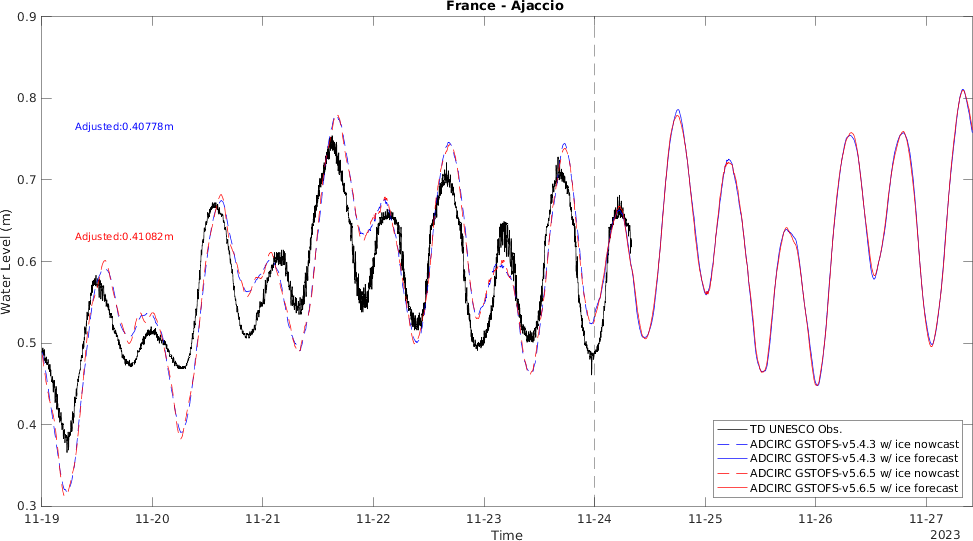 France - Ajaccio
0.9
0.8
0.7
0.6
0.5
0.4
0.3
Water Level (m)
Adjusted:0.40778m
Adjusted:0.41082m
TD UNESCO Obs.
ADCIRC GSTOFS-v5.4.3 w/ ice nowcast
ADCIRC GSTOFS-v5.4.3 w/ ice forecast
ADCIRC GSTOFS-v5.6.5 w/ ice nowcast
ADCIRC GSTOFS-v5.6.5 w/ ice forecast
11-19 11-20 11-21 11-22 11-23 11-24 11-25 11-26 11-27
Time
2023